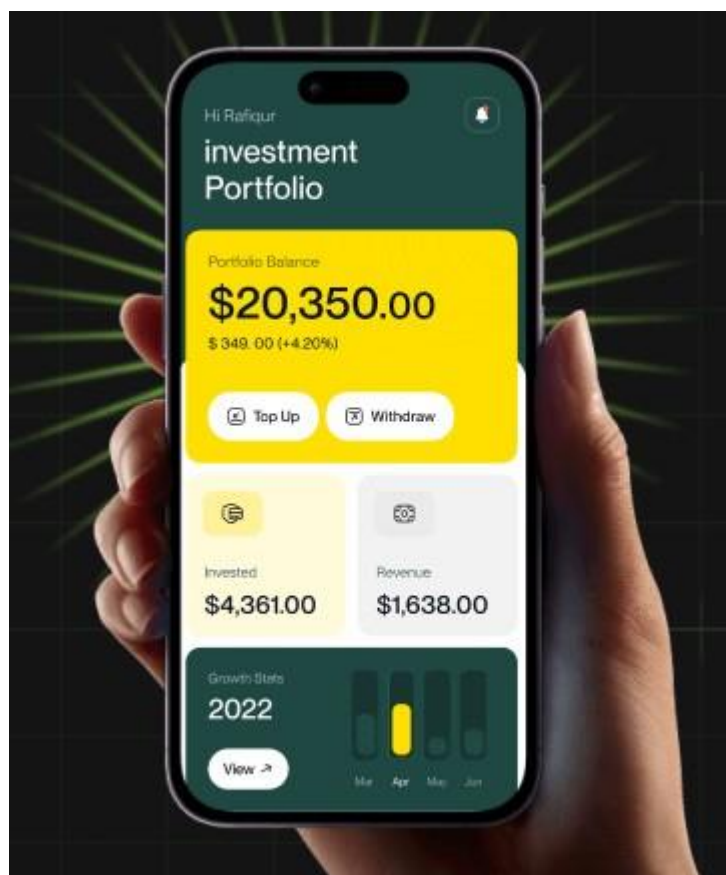 Hi Rafiqur
investment
Portfolio
Portfolio Balance
$20,350.00
$ 349. 00 (+4.20%)
Top Up
Withdraw
Invested
$4,361.00
Revenue
$1,638.00
Growth Stats
2022
View
Mar
Apr
May
Jun